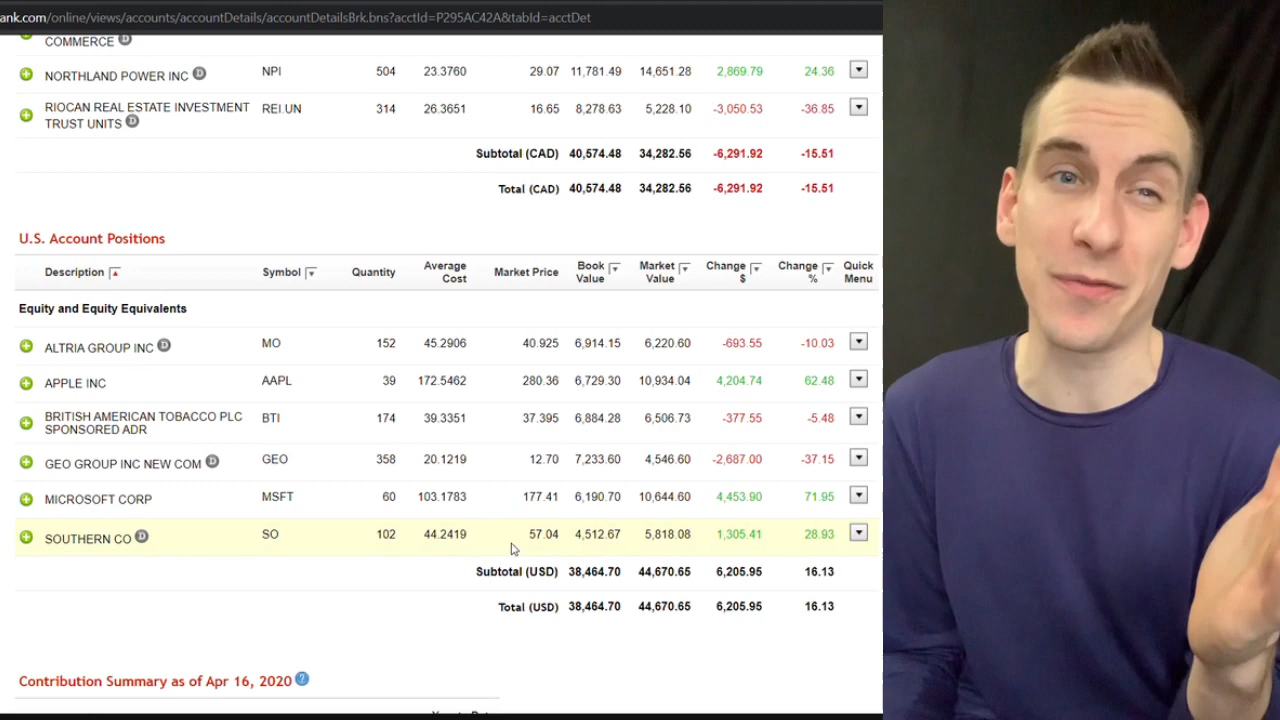 ank.com/online/views/accounts/accountDetails/accountDetailsBrk.bns?acctId=P295AC42A&tabId=acctDet
COMMERCE D
NORTHLAND POWER INC D NPI 504 23.3760 29.07 11,781.49 14,651.28 2,869.79 24.36
RIOCAN REAL ESTATE INVESTMENT
TRUST UNITS D REI.UN 314 26.3651 16.65 8,278.63 5,228.10 -3,050.53 -36.85
Subtotal (CAD) 40,574.48 34,282.56 -6,291.92 -15.51
Total (CAD) 40,574.48 34,282.56 -6,291.92 -15.51
U.S. Account Positions
Description Symbol Quantity Average Cost Market Price Book Value Market Value Change $ Change % Quick Menu
Equity and Equity Equivalents
ALTRIA GROUP INC D MO 152 45.2906 40.925 6,914.15 6,220.60 -693.55 -10.03
APPLE INC AAPL 39 172.5462 280.36 6,729.30 10,934.04 4,204.74 62.48
BRITISH AMERICAN TOBACCO PLC
SPONSORED ADR BTI 174 39.3351 37.395 6,884.28 6,506.73 -377.55 -5.48
GEO GROUP INC NEW COM D GEO 358 20.1219 12.70 7,233.60 4,546.60 -2,687.00 -37.15
MICROSOFT CORP MSFT 60 103.1783 177.41 6,190.70 10,644.60 4,453.90 71.95
SOUTHERN CO D SO 102 44.2419 57.04 4,512.67 5,818.08 1,305.41 28.93
Subtotal (USD) 38,464.70 44,670.65 6,205.95 16.13
Total (USD) 38,464.70 44,670.65 6,205.95 16.13
Contribution Summary as of Apr 16, 2020 ?